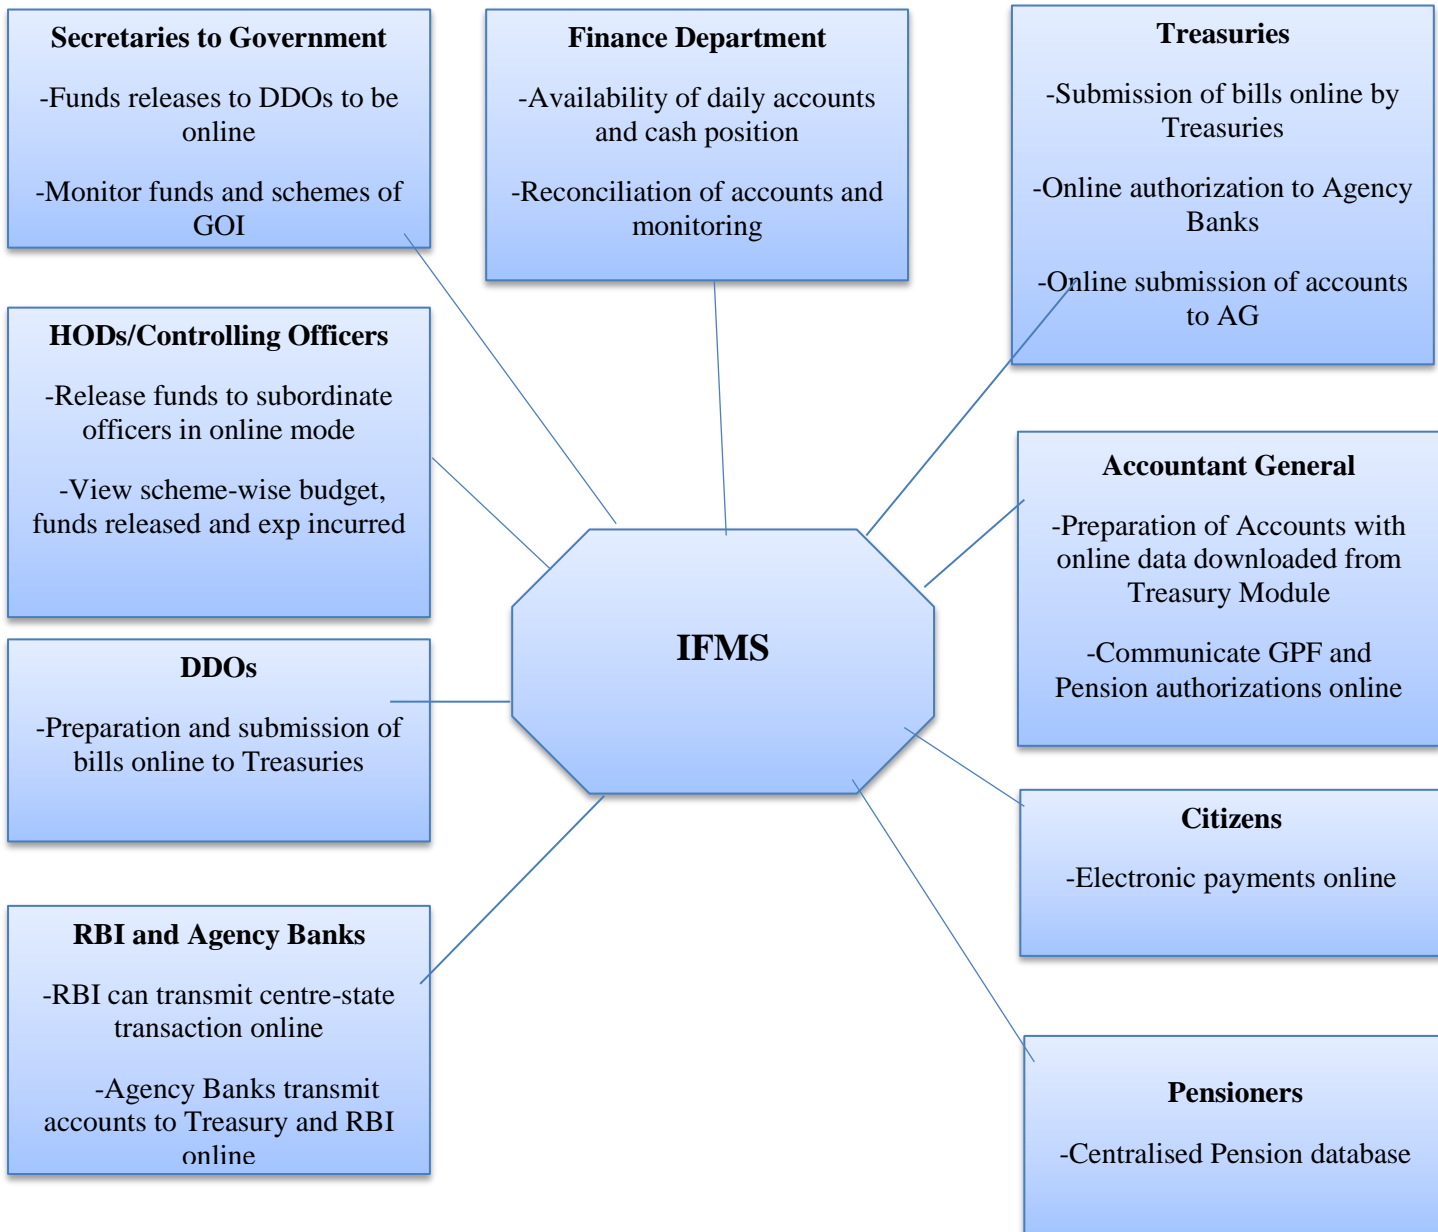 Secretaries to Government
-Funds releases to DDOs to be
online
-Monitor funds and schemes of
GOI
Finance Department
-Availability of daily accounts
and cash position
-Reconciliation of accounts and
monitoring
Treasuries
-Submission of bills online by
Treasuries
-Online authorization to Agency
Banks
-Online submission of accounts
to AG
HODs/Controlling Officers
-Release funds to subordinate
officers in online mode
-View scheme-wise budget,
funds released and exp incurred
Accountant General
-Preparation of Accounts with
online data downloaded from
Treasury Module
-Communicate GPF and
Pension authorizations online
IFMS
DDOs
-Preparation and submission of
bills online to Treasuries
Citizens
-Electronic payments online
RBI and Agency Banks
-RBI can transmit centre-state
transaction online
-Agency Banks transmit
accounts to Treasury and RBI
online
Pensioners
-Centralised Pension database